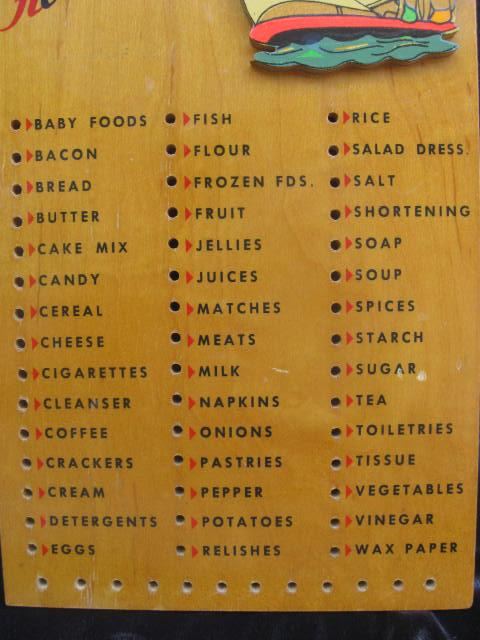 BABY FOODS
BACON
BREAD
BUTTER
CAKE MIX
CANDY
CEREAL
CHEESE
CIGARETTES
CLEANSER
COFFEE
CRACKERS
CREAM
DETERGENTS
EGGS
FISH
FLOUR
FROZEN FDS.
FRUIT
JELLIES
JUICES
MATCHES
MEATS
MILK
NAPKINS
ONIONS
PASTRIES
PEPPER
POTATOES
RELISHES
RICE
SALAD DRESS.
SALT
SHORTENING
SOAP
SOUP
SPICES
STARCH
SUGAR
TEA
TOILETRIES
TISSUE
VEGETABLES
VINEGAR
WAX PAPER